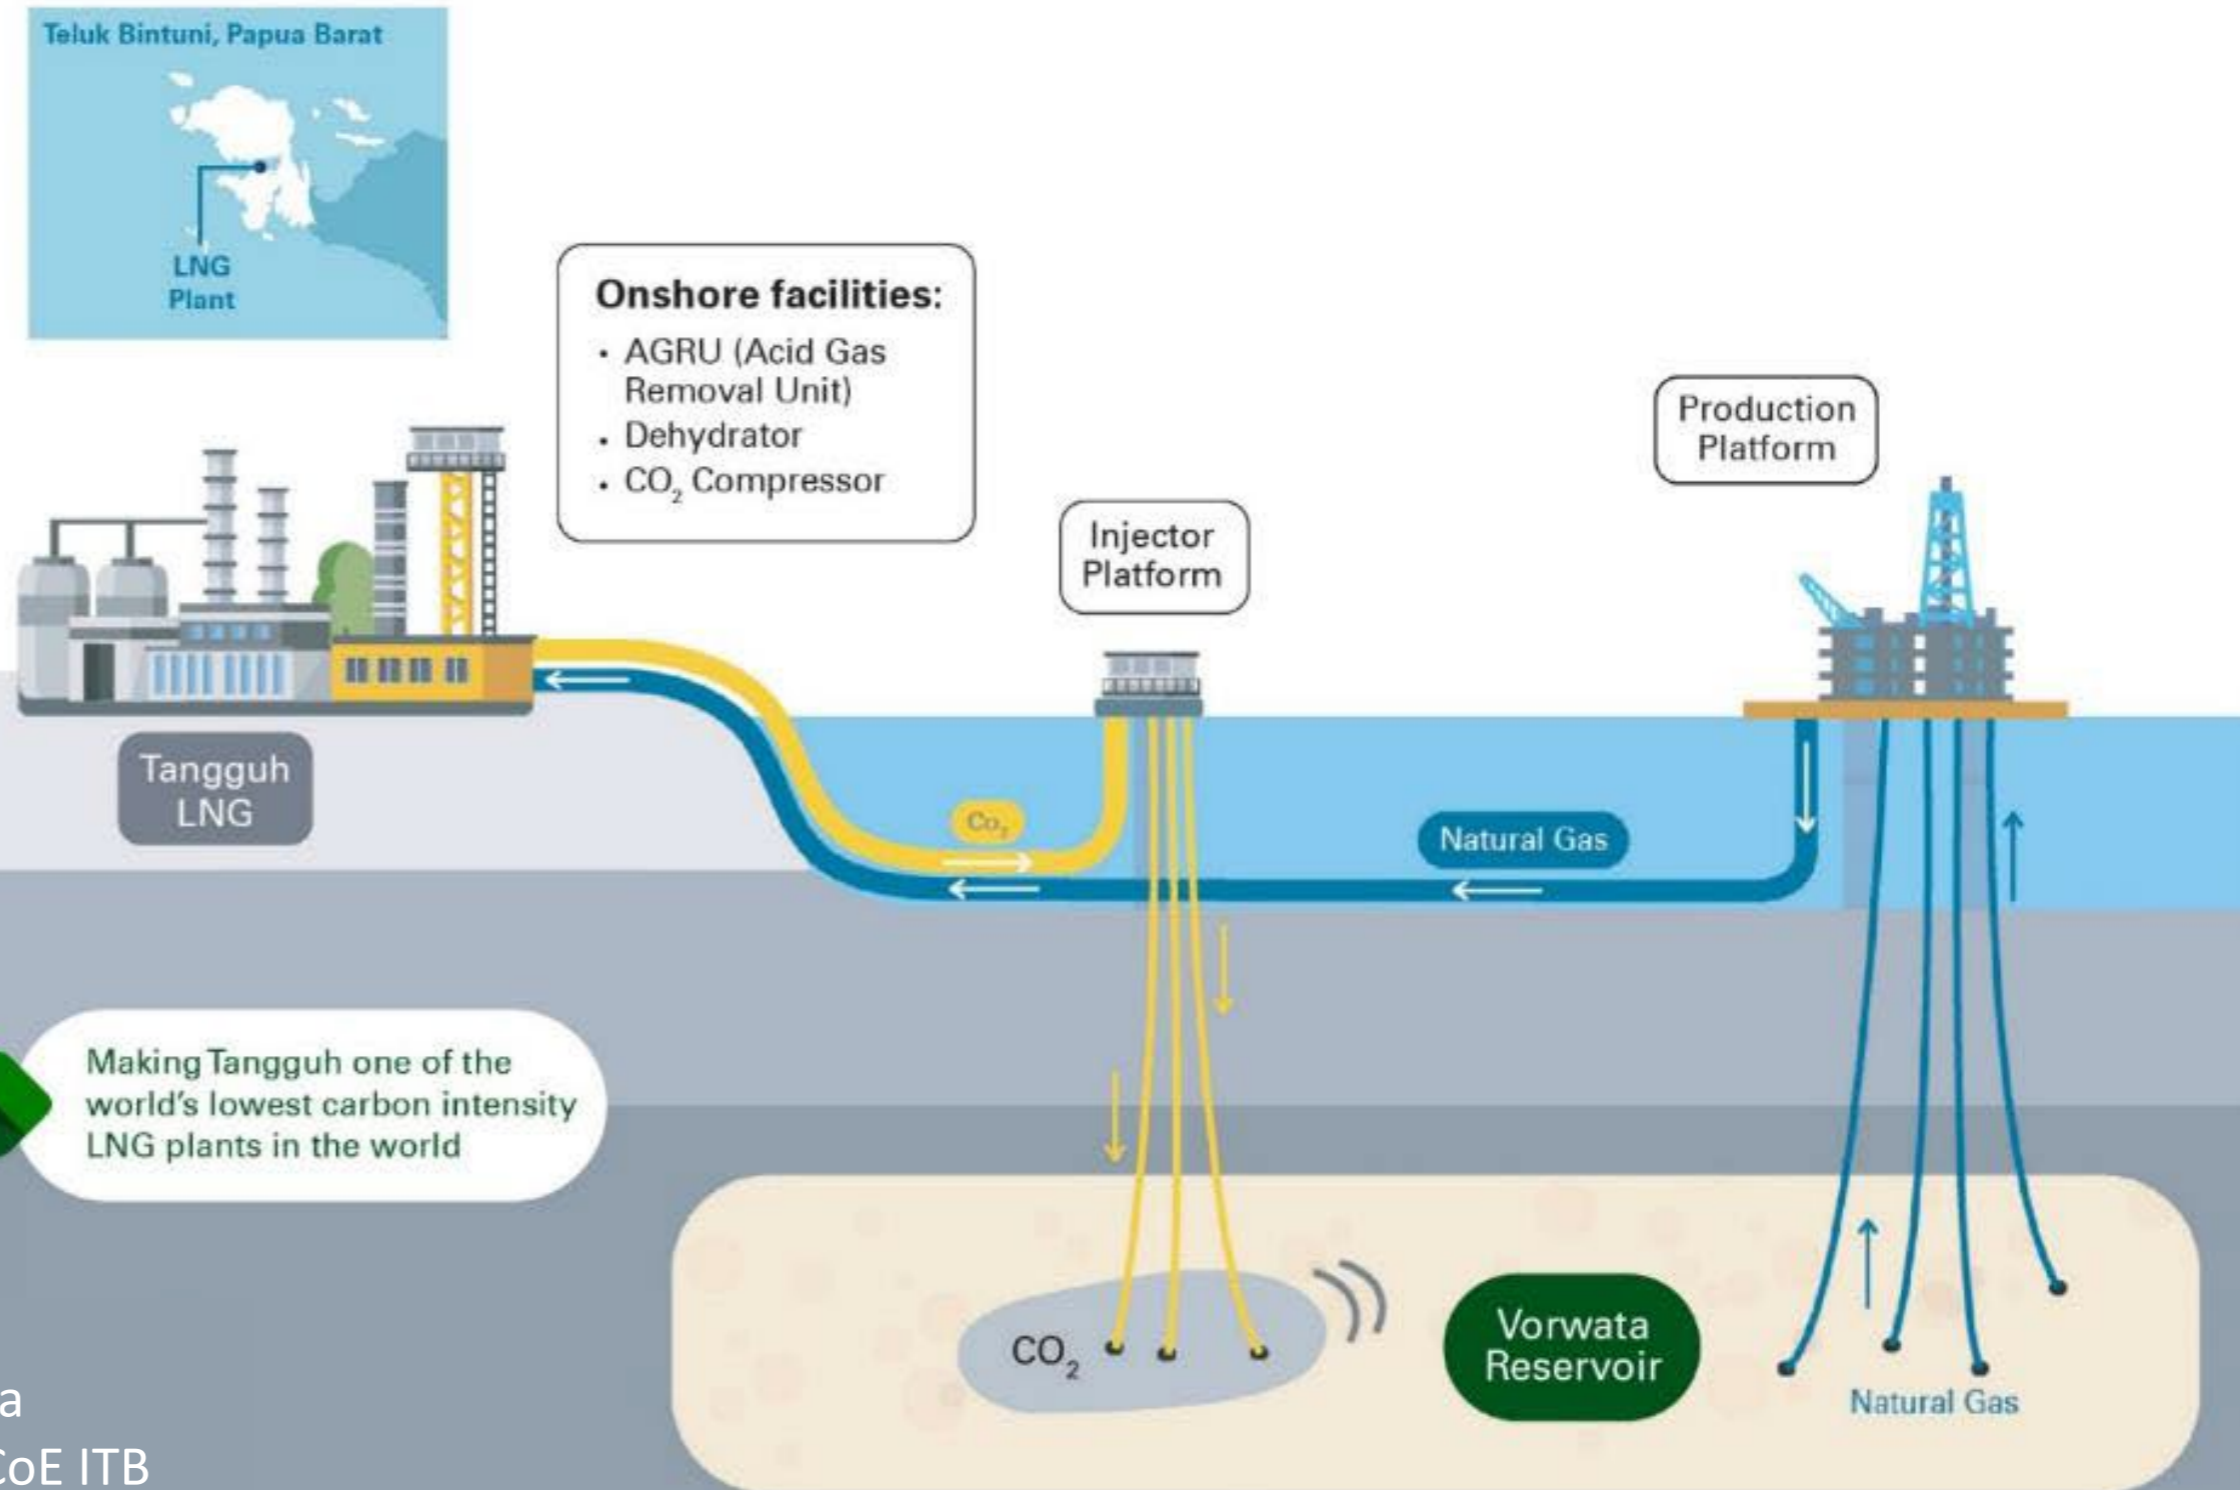 Teluk Bintuni, Papua Barat
LNG
Plant
Onshore facilities:
• AGRU (Acid Gas
Removal Unit)
• Dehydrator
• CO₂ Compressor
Production
Platform
Injector
Platform
Tangguh
LNG
Co₂
Natural Gas
Making Tangguh one of the
world's lowest carbon intensity
LNG plants in the world
CO₂
Vorwata
Reservoir
Natural Gas
a
CoE ITB